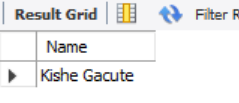 Result Grid Filter R
Name
Kishe Gacute